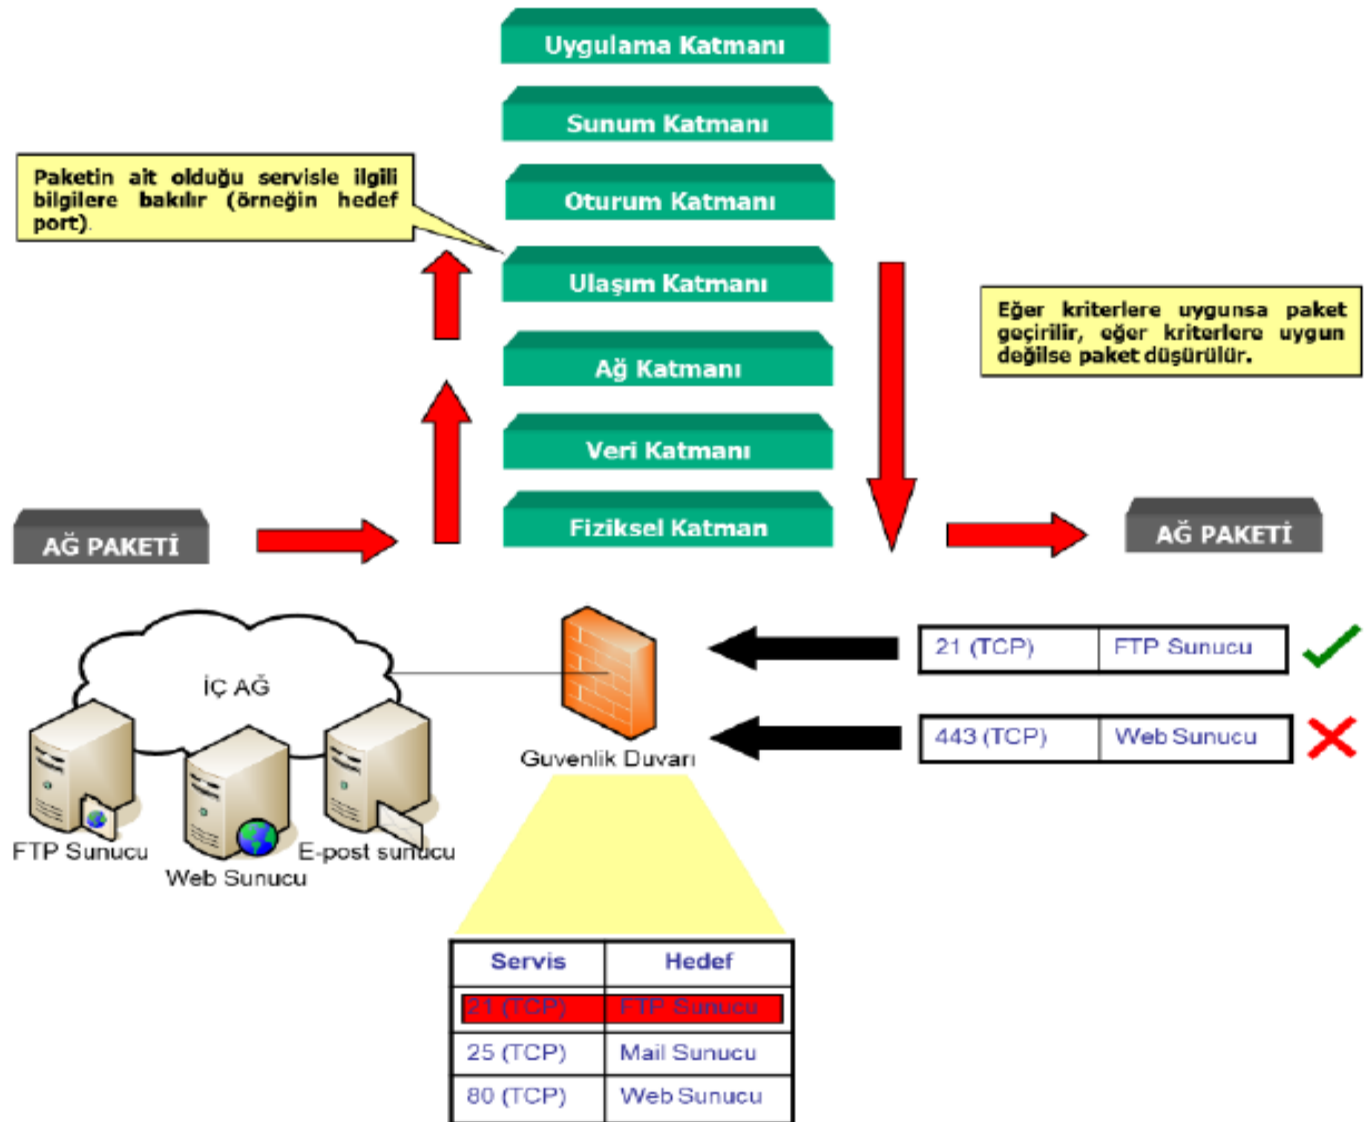 Uygulama Katmanı
Sunum Katmanı
Oturum Katmanı
Ulaşım Katmanı
Ağ Katmanı
Veri Katmanı
Fiziksel Katman
Paketin ait olduğu servisle ilgili
bilgilere bakılır (örneğin hedef
port).
Eğer kriterlere uygunsa paket
geçirilir, eğer kriterlere uygun
değilse paket düşürülür.
AĞ PAKETİ
AĞ PAKETİ
İÇ AĞ
FTP Sunucu
Web Sunucu
E-post sunucu
Guvenlik Duvarı
21 (TCP) FTP Sunucu
443 (TCP) Web Sunucu
Servis Hedef
21 (TCP) FTP Sunucu
25 (TCP) Mail Sunucu
80 (TCP) Web Sunucu